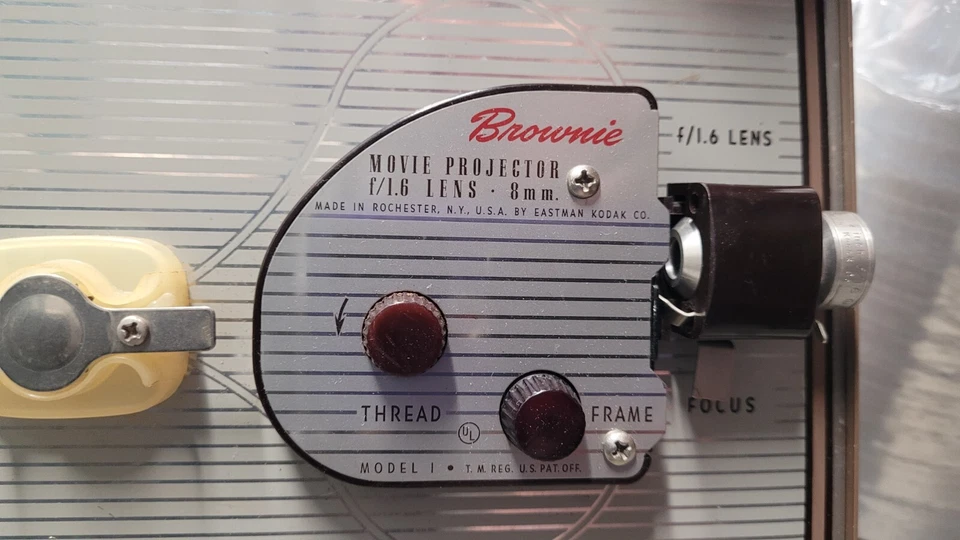 Brownie
MOVIE PROJECTOR
f/1.6 LENS · 8mm.
MADE IN ROCHESTER, N.Y., U.S.A. BY EASTMAN KODAK CO.
f/1.6 LENS
THREAD
FRAME
UL
FOCUS
MODEL 1 • T. M. REG. U.S. PAT. OFF.